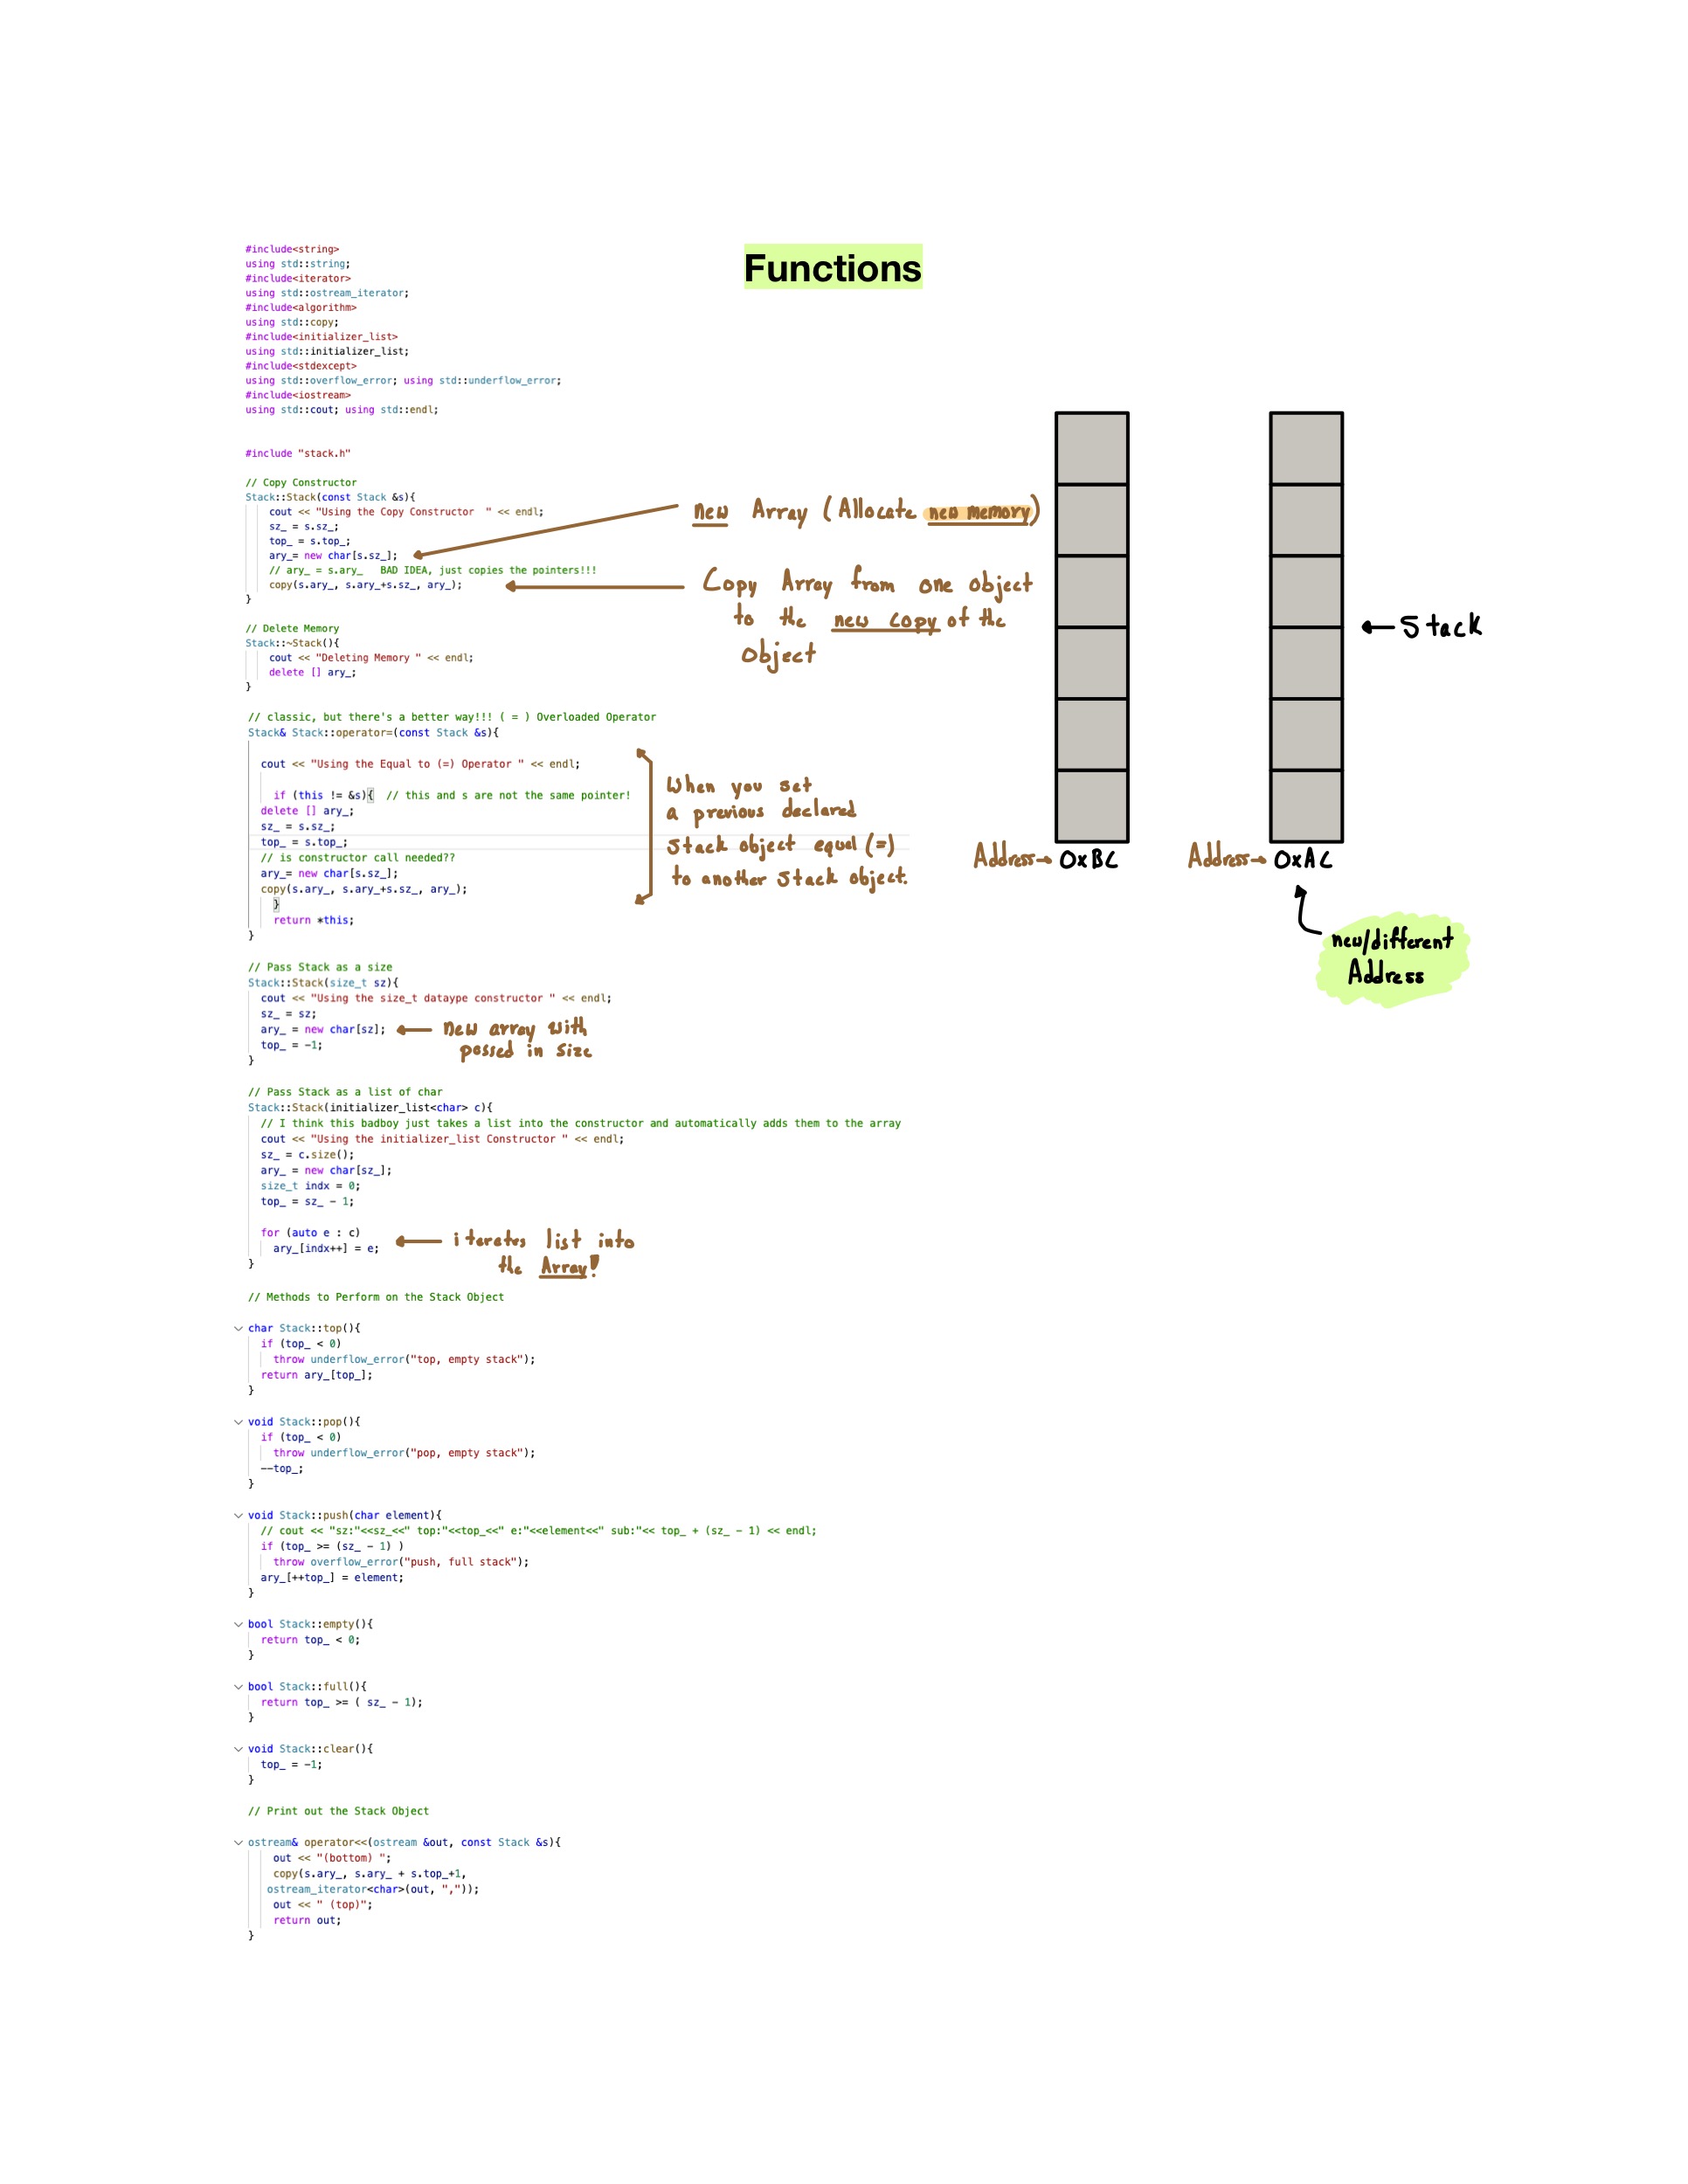 Functions
#include<string>
using std::string;
#include<iterator>
using std::ostream_iterator;
#include<algorithm>
using std::copy;
#include<initializer_list>
using std::initializer_list;
#include<stdexcept>
using std::overflow_error; using std::underflow_error;
#include<iostream>
using std::cout; using std::endl;
#include "stack.h"
// Copy Constructor
Stack::Stack(const Stack &s){
cout << "Using the Copy Constructor  " << endl;
sz_ = s.sz_;
top_ = s.top_;
ary_= new char[s.sz_];
// ary_ = s.ary_   BAD IDEA, just copies the pointers!!!
copy(s.ary_, s.ary_+s.sz_, ary_);
}
new Array (Allocate new memory)
Copy Array from one object
to the new copy of the
object
// Delete Memory
Stack::~Stack(){
cout << "Deleting Memory " << endl;
delete [] ary_;
}
// classic, but there's a better way!!! ( = ) Overloaded Operator
Stack& Stack::operator=(const Stack &s){
cout << "Using the Equal to (=) Operator " << endl;
if (this != &s){  // this and s are not the same pointer!
delete [] ary_;
sz_ = s.sz_;
top_ = s.top_;
// is constructor call needed??
ary_= new char[s.sz_];
copy(s.ary_, s.ary_+s.sz_, ary_);
}
return *this;
}
When you set
a previous declared
Stack object equal (=)
to another Stack object.
← Stack
Address→ 0xBC
Address→ 0xAC
new/different
Address
// Pass Stack as a size
Stack::Stack(size_t sz){
cout << "Using the size_t dataype constructor " << endl;
sz_ = sz;
ary_ = new char[sz];
top_ = -1;
}
New array with
passed in size
// Pass Stack as a list of char
Stack::Stack(initializer_list<char> c){
// I think this badboy just takes a list into the constructor and automatically adds them to the array
cout << "Using the initializer_list Constructor " << endl;
sz_ = c.size();
ary_ = new char[sz_];
size_t indx = 0;
top_ = sz_ - 1;
for (auto e : c)
ary_[indx++] = e;
}
iterates list into
the Array!
// Methods to Perform on the Stack Object
char Stack::top(){
if (top_ < 0)
throw underflow_error("top, empty stack");
return ary_[top_];
}
void Stack::pop(){
if (top_ < 0)
throw underflow_error("pop, empty stack");
--top_;
}
void Stack::push(char element){
// cout << "sz:"<<sz_<<" top:"<<top_<<" e:"<<element<<" sub:"<< top_ + (sz_ - 1) << endl;
if (top_ >= (sz_ - 1) )
throw overflow_error("push, full stack");
ary_[++top_] = element;
}
bool Stack::empty(){
return top_ < 0;
}
bool Stack::full(){
return top_ >= ( sz_ - 1);
}
void Stack::clear(){
top_ = -1;
}
// Print out the Stack Object
ostream& operator<<(ostream &out, const Stack &s){
out << "(bottom) ";
copy(s.ary_, s.ary_ + s.top_+1,
ostream_iterator<char>(out, ","));
out << " (top)";
return out;
}